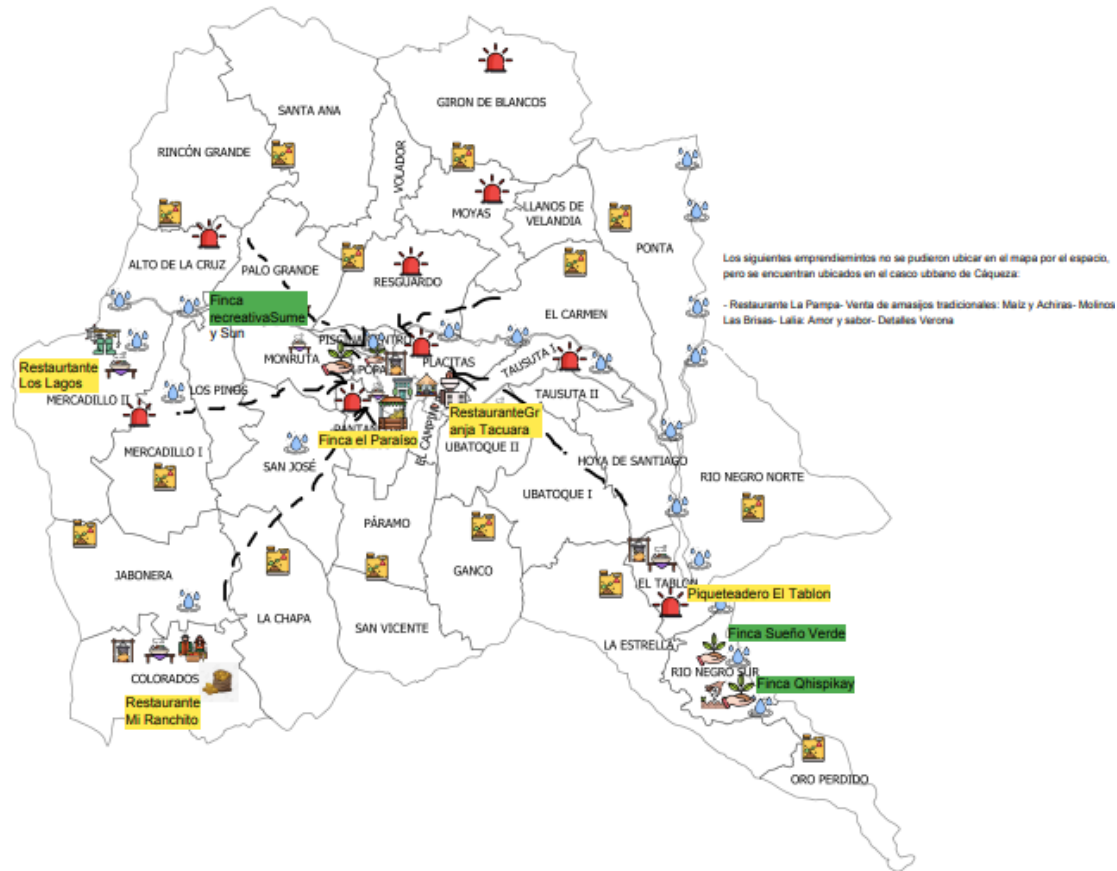 GIRON DE BLANCOS
SANTA ANA
RINCÓN GRANDE
VOLADOR
MOYAS
LLANOS DE
VELANDIA
PONTA
ALTO DE LA CRUZ
PALO GRANDE
RESGUARDO
Los siguientes emprendiemintos no se pudieron ubicar en el mapa por el espacio,
pero se encuentran ubicados en el casco ubbano de Cáqueza:
- Restaurante La Pampa- Venta de amasijos tradicionales: Maíz y Achiras- Molinos
Las Brisas- Lalia: Amor y sabor- Detalles Verona
Finca
recreativaSume
y Sun
EL CARMEN
MONRUTA
PLACITAS
TAUSUTA I
Restaurtante
Los Lagos
MERCADILLO II
LOS PINOS
TAUSUTA II
RestauranteGr
anja Tacuara
Finca el Paraíso
EL CAMPIN
UBATOQUE II
MERCADILLO I
SAN JOSÉ
HOYA DE SANTIAGO
RIO NEGRO NORTE
UBATOQUE I
PÁRAMO
GANCO
JABONERA
EL TABLON
Piqueteadero El Tablon
LA CHAPA
SAN VICENTE
LA ESTRELLA
Finca Sueño Verde
RIO NEGRO SUR
Finca Qhispikay
COLORADOS
Restaurante
Mi Ranchito
ORO PERDIDO